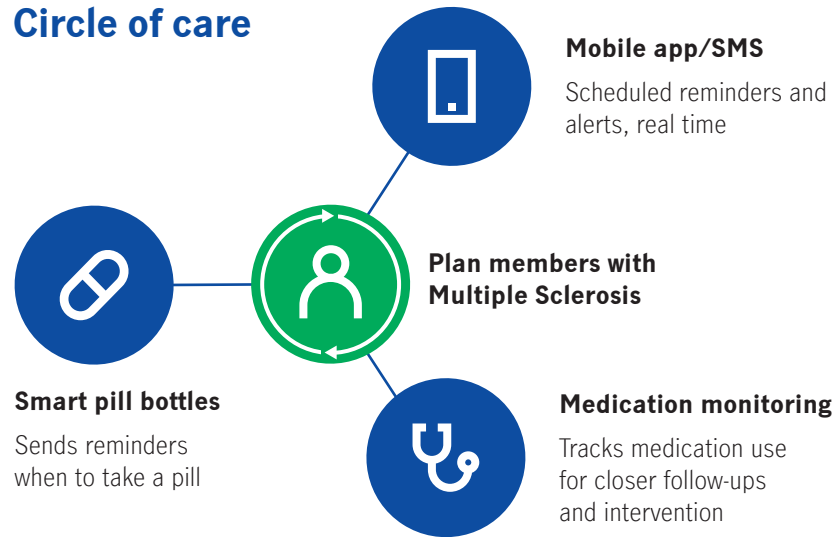 Circle of care
Mobile app/SMS
Scheduled reminders and
alerts, real time
Plan members with
Multiple Sclerosis
Smart pill bottles
Sends reminders
when to take a pill
Medication monitoring
Tracks medication use
for closer follow-ups
and intervention